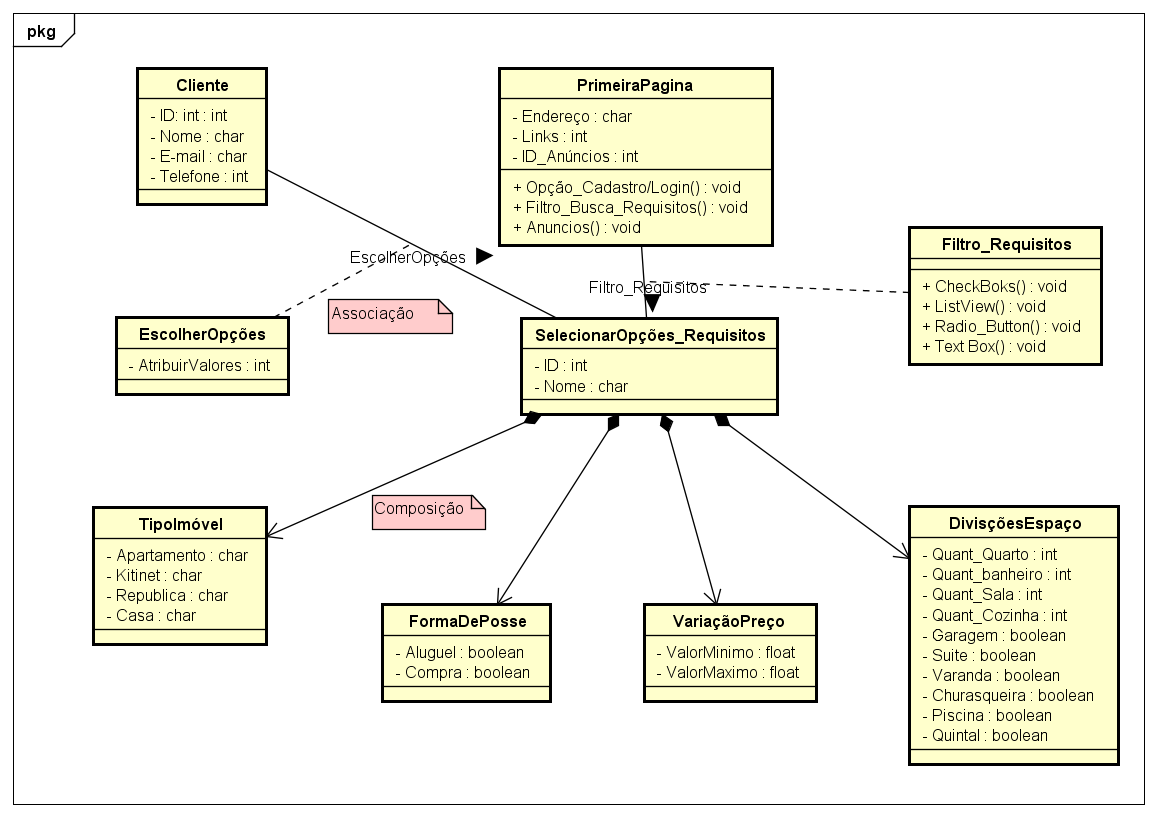 pkg
Cliente
- ID: int : int
- Nome : char
- E-mail : char
- Telefone : int
PrimeiraPagina
- Endereço : char
- Links : int
- ID_Anúncios : int
+ Opção_Cadastro/Login() : void
+ Filtro_Busca_Requisitos() : void
+ Anuncios() : void
Filtro_Requisitos
+ CheckBoks() : void
+ ListView() : void
+ Radio_Button() : void
+ Text Box() : void
EscolherOpções
Filtro_Requisitos
Associação
EscolherOpções
- AtribuirValores : int
SelecionarOpções_Requisitos
- ID : int
- Nome : char
Composição
TipoImóvel
- Apartamento : char
- Kitinet : char
- Republica : char
- Casa : char
FormaDePosse
- Aluguel : boolean
- Compra : boolean
VariaçãoPreço
- ValorMinimo : float
- ValorMaximo : float
DivisçõesEspaço
- Quant_Quarto : int
- Quant_banheiro : int
- Quant_Sala : int
- Quant_Cozinha : int
- Garagem : boolean
- Suite : boolean
- Varanda : boolean
- Churasqueira : boolean
- Piscina : boolean
- Quintal : boolean